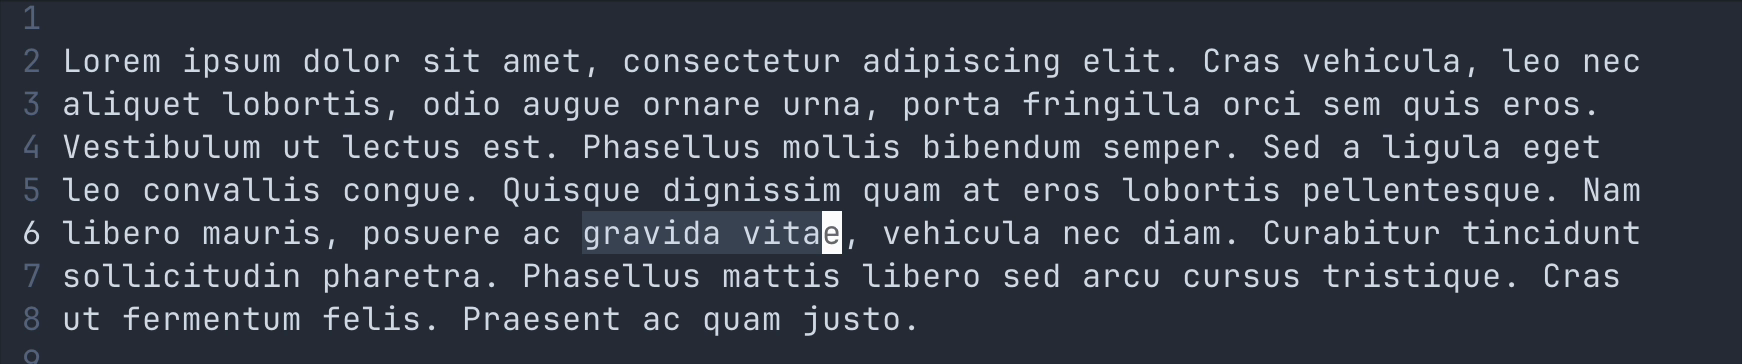 1
2 Lorem ipsum dolor sit amet, consectetur adipiscing elit. Cras vehicula, leo nec
3 aliquet lobortis, odio augue ornare urna, porta fringilla orci sem quis eros.
4 Vestibulum ut lectus est. Phasellus mollis bibendum semper. Sed a ligula eget
5 leo convallis congue. Quisque dignissim quam at eros lobortis pellentesque. Nam
6 libero mauris, posuere ac gravida vitae, vehicula nec diam. Curabitur tincidunt
7 sollicitudin pharetra. Phasellus mattis libero sed arcu cursus tristique. Cras
8 ut fermentum felis. Praesent ac quam justo.
9